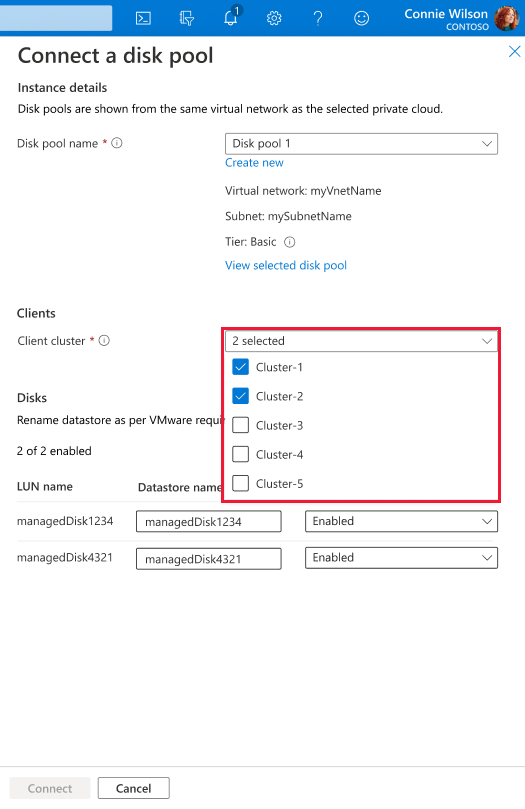 1
Connie Wilson
CONTOSO
Connect a disk pool
Instance details
Disk pools are shown from the same virtual network as the selected private cloud.
Disk pool name * Disk pool 1
Create new
Virtual network: myVnetName
Subnet: mySubnetName
Tier: Basic
View selected disk pool
Clients
Client cluster * 2 selected
Cluster-1
Cluster-2
Cluster-3
Cluster-4
Cluster-5
Disks
Rename datastore as per VMware requi
2 of 2 enabled
LUN name Datastore name
managedDisk1234 managedDisk1234 Enabled
managedDisk4321 managedDisk4321 Enabled
Connect Cancel